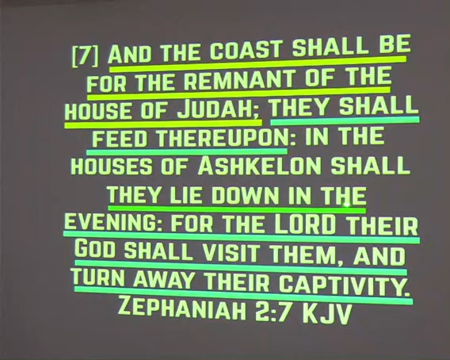 [7] And the coast shall be
for the remnant of the
house of Judah; they shall
feed thereupon: in the
houses of Ashkelon shall
they lie down in the
evening: for the LORD their
God shall visit them, and
turn away their captivity.
Zephaniah 2:7 KJV